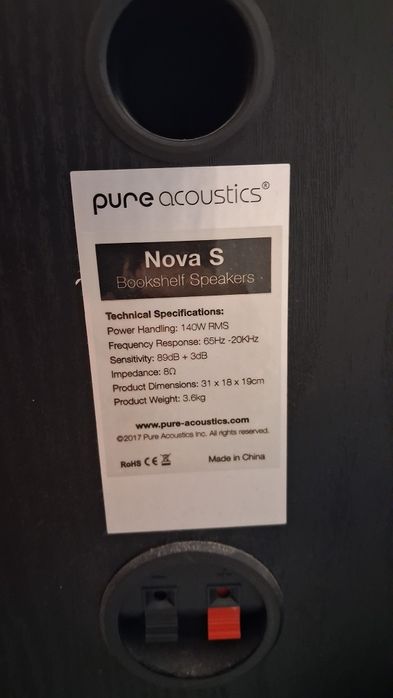 pure acoustics®
Nova S
Bookshelf Speakers
Technical Specifications:
Power Handling: 140W RMS
Frequency Response: 65Hz -20KHz
Sensitivity: 89dB + 3dB
Impedance: 8Ω
Product Dimensions: 31 x 18 x 19cm
Product Weight: 3.6kg
www.pure-acoustics.com
©2017 Pure Acoustics Inc. All rights reserved.
RoHS CE Made in China